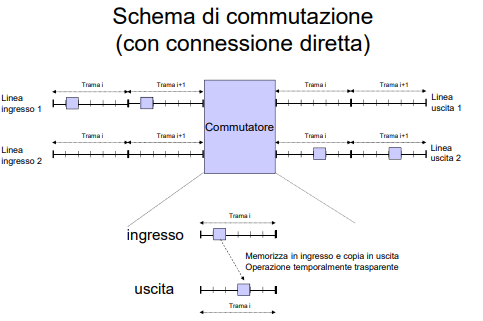 Schema di commutazione
(con connessione diretta)
Trama i
Trama i+1
Trama i
Trama i+1
Linea
ingresso 1
Linea
uscita 1
Commutatore
Trama i
Trama i+1
Trama i
Trama i+1
Linea
ingresso 2
Linea
uscita 2
Trama i
ingresso
Memorizza in ingresso e copia in uscita
Operazione temporalmente trasparente
uscita
Trama i